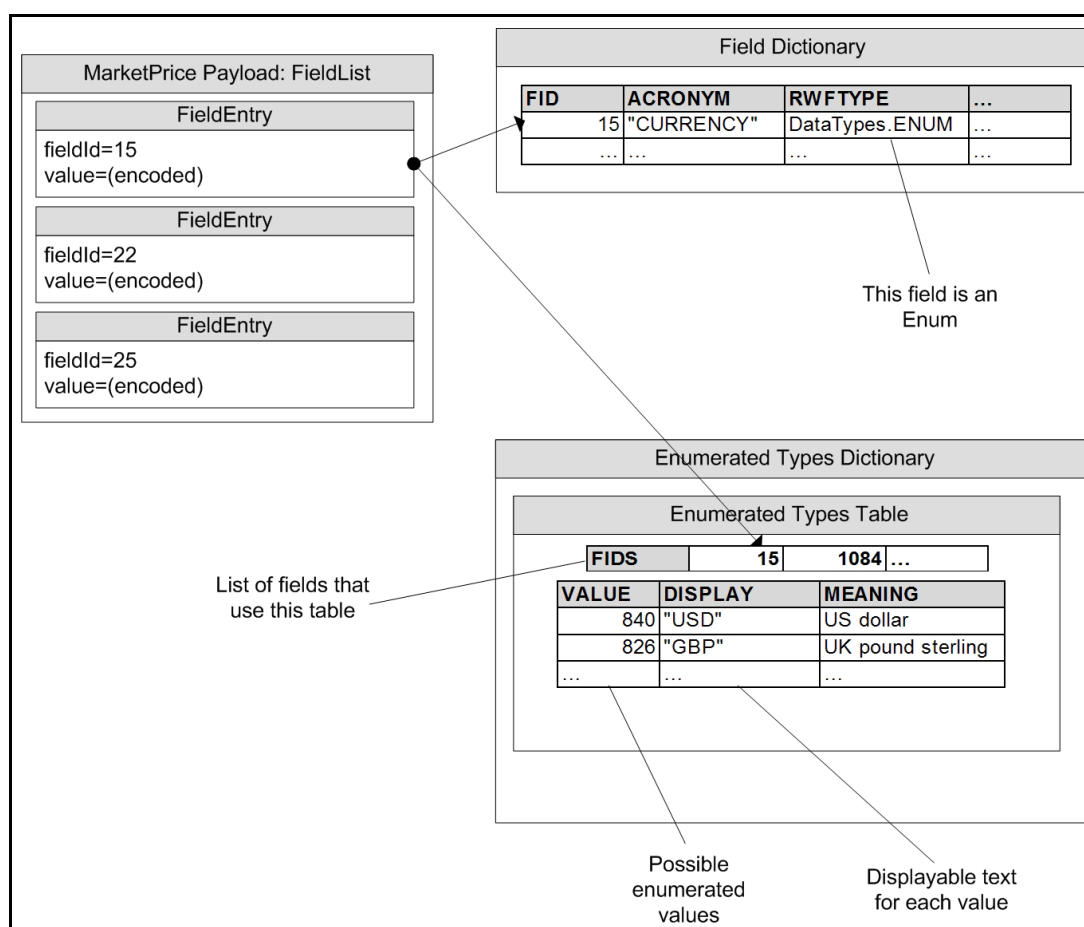 MarketPrice Payload: FieldList
FieldEntry
fieldId=15
value=(encoded)
FieldEntry
fieldId=22
value=(encoded)
FieldEntry
fieldId=25
value=(encoded)
Field Dictionary
FID ACRONYM RWFTYPE ...
15 "CURRENCY" DataTypes.ENUM ...
... ... ... ...
This field is an
Enum
Enumerated Types Dictionary
Enumerated Types Table
FIDS 15 1084 ...
List of fields that
use this table
VALUE DISPLAY MEANING
840 "USD" US dollar
826 "GBP" UK pound sterling
... ... ...
Possible
enumerated
values
Displayable text
for each value